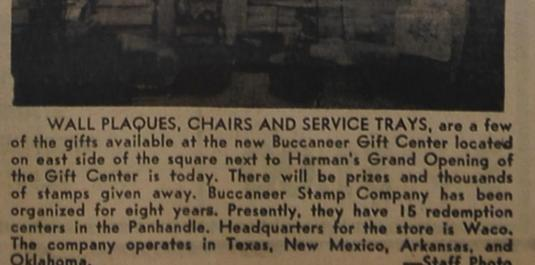 WALL PLAQUES, CHAIRS AND SERVICE TRAYS, are a few
of the gifts available at the new Buccaneer Gift Center located
on east side of the square next to Harman's Grand Opening of
the Gift Center is today. There will be prizes and thousands
of stamps given away. Buccaneer Stamp Company has been
organized for eight years. Presently, they have 15 redemption
centers in the Panhandle. Headquarters for the store is Waco.
The company operates in Texas, New Mexico, Arkansas, and
Oklahoma. —Staff Photo